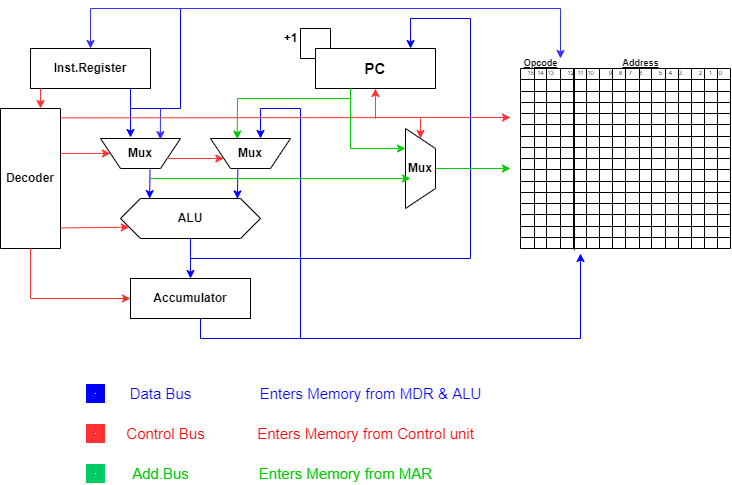 +1
Inst.Register
PC
Opcode Address
15 14 13 12 11 10 9 8 7 6 5 4 3 2 1 0
Mux Mux
Mux
Decoder
ALU
Accumulator
Data Bus Enters Memory from MDR & ALU
Control Bus Enters Memory from Control unit
Add.Bus Enters Memory from MAR